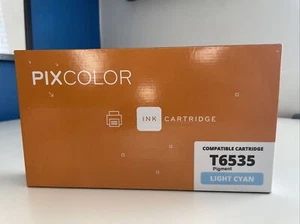 PIXCOLOR
INK CARTRIDGE
COMPATIBLE CARTRIDGE
T6535
Pigment
LIGHT CYAN